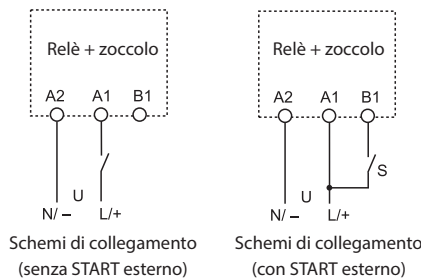 Relè + zoccolo
A2 A1 B1
U
N/ − L/+
Schemi di collegamento
(senza START esterno)
Relè + zoccolo
A2 A1 B1
S
U
N/ − L/+
Schemi di collegamento
(con START esterno)